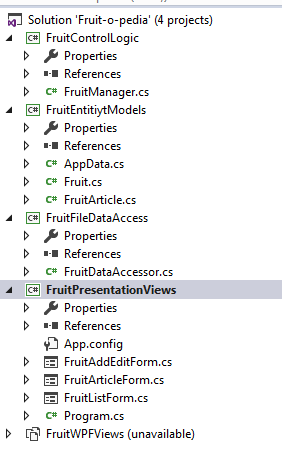 Solution 'Fruit-o-pedia' (4 projects)
C# FruitControlLogic
Properties
References
C# FruitManager.cs
C# FruitEntitiytModels
Properties
References
C# AppData.cs
C# Fruit.cs
C# FruitArticle.cs
C# FruitFileDataAccess
Properties
References
C# FruitDataAccessor.cs
C# FruitPresentationViews
Properties
References
App.config
FruitAddEditForm.cs
FruitArticleForm.cs
FruitListForm.cs
C# Program.cs
FruitWPFViews (unavailable)